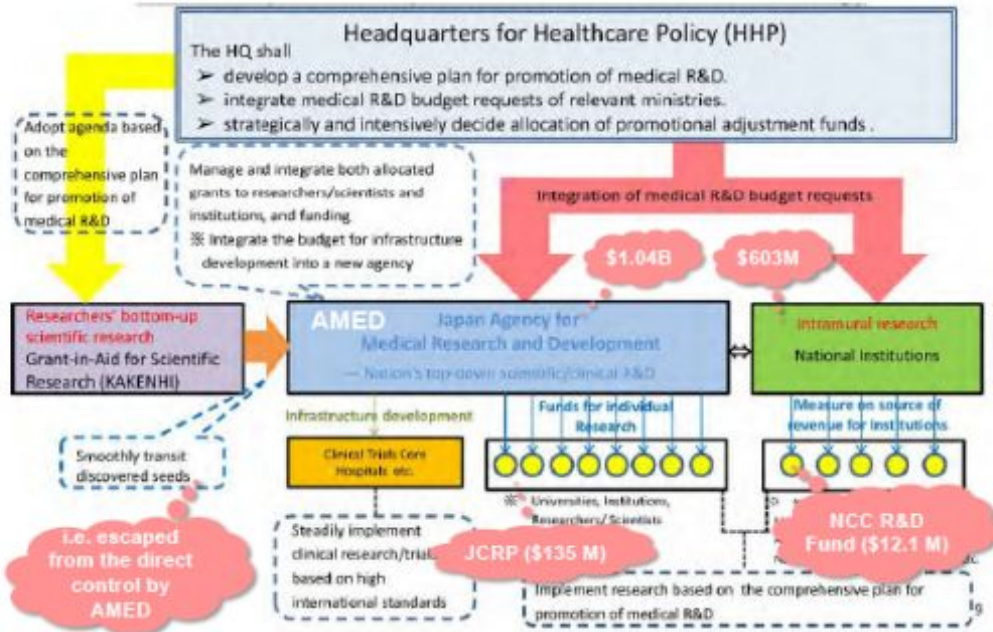 Headquarters for Healthcare Policy (HHP)
The HQ shall
➢ develop a comprehensive plan for promotion of medical R&D.
➢ integrate medical R&D budget requests of relevant ministries.
➢ strategically and intensively decide allocation of promotional adjustment funds .
Adopt agenda based
on the
comprehensive plan
for promotion of
medical R&D
Manage and integrate both allocated
grants to researchers/scientists and
institutions, and funding
※ Integrate the budget for infrastructure
development into a new agency
Integration of medical R&D budget requests
$1.04B
$603M
Researchers' bottom-up
scientific research
Grant-in-Aid for Scientific
Research (KAKENHI)
AMED
Japan Agency for
Medical Research and Development
— Nation's top-down scientific/clinical R&D
Intramural research
National Institutions
Smoothly transit
discovered seeds
Infrastructure development
Clinical Trials Core
Hospitals etc.
Funds for Individual
Research
Measure on source of
revenue for Institutions
※ Universities, Institutions,
Researchers/ Scientists
i.e. escaped
from the direct
control by
AMED
Steadily implement
clinical research/trials
based on high
international standards
JCRP ($135 M)
NCC R&D
Fund ($12.1 M)
Implement research based on the comprehensive plan for
promotion of medical R&D
9